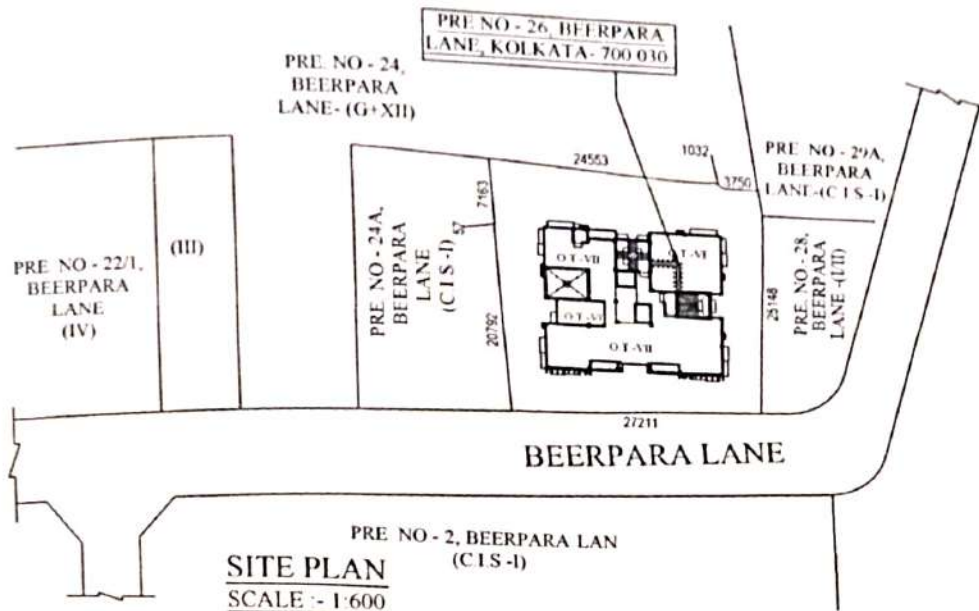 PRE NO - 26, BEERPARA
LANE, KOLKATA- 700 030
PRE. NO - 24,
BEERPARA
LANE- (G+XII)
24553
1032
3750
PRE NO - 29A,
BEERPARA
LANE-(C I S -I)
PRE NO - 22/1,
BEERPARA
LANE
(IV)
(III)
PRE. NO - 24A,
BEERPARA
LANE
(C I S -I)
7163
57
20792
O T -VII
O T -VI
O T -VI
O T -VII
25148
PRE. NO - 28,
BEERPARA
LANE -(I/II)
27211
BEERPARA LANE
PRE NO - 2, BEERPARA LAN
(C.I.S -I)
SITE PLAN
SCALE :- 1:600